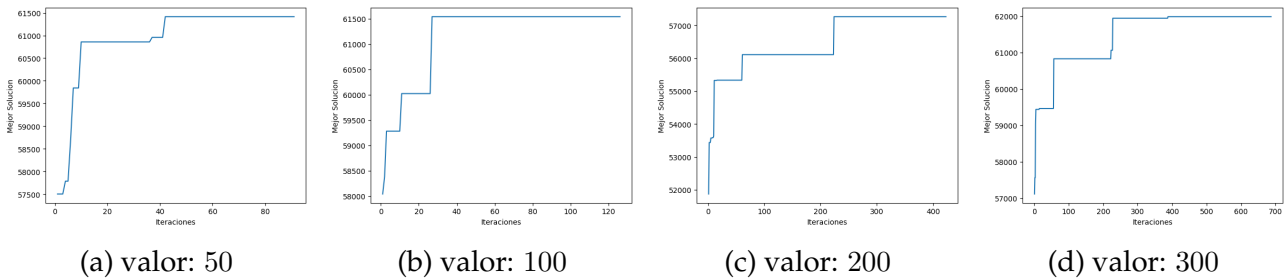 61500
61000
60500
60000
59500
59000
58500
58000
57500
Mejor Solucion
0 20 40 60 80
Iteraciones
(a) valor: 50
61500
61000
60500
60000
59500
59000
58500
58000
Mejor Solucion
0 20 40 60 80 100 120
Iteraciones
(b) valor: 100
57000
56000
55000
54000
53000
52000
Mejor Solucion
0 100 200 300 400
Iteraciones
(c) valor: 200
62000
61000
60000
59000
58000
57000
Mejor Solucion
0 100 200 300 400 500 600 700
Iteraciones
(d) valor: 300